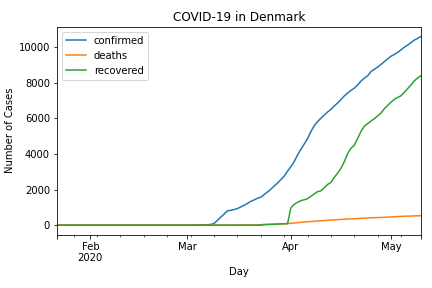 COVID-19 in Denmark
confirmed
deaths
recovered
Number of Cases
10000
8000
6000
4000
2000
0
Feb
2020
Mar
Apr
May
Day